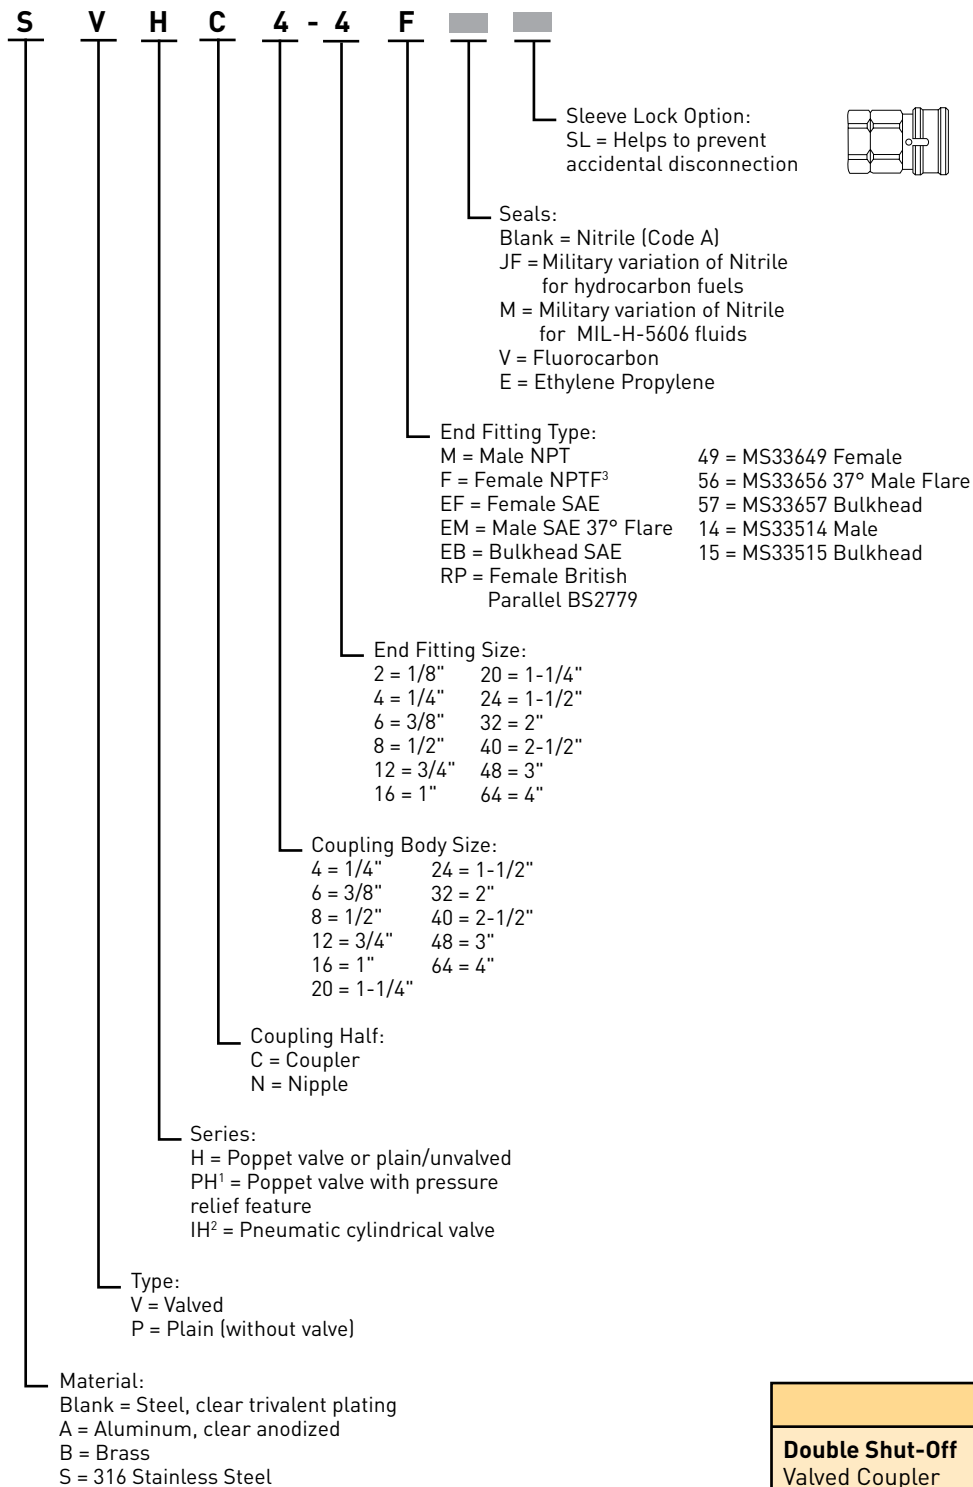 S V H C 4 - 4 F
Sleeve Lock Option:
SL = Helps to prevent
accidental disconnection
Seals:
Blank = Nitrile (Code A)
JF = Military variation of Nitrile
for hydrocarbon fuels
M = Military variation of Nitrile
for MIL-H-5606 fluids
V = Fluorocarbon
E = Ethylene Propylene
End Fitting Type:
M = Male NPT
F = Female NPTF³
EF = Female SAE
EM = Male SAE 37° Flare
EB = Bulkhead SAE
RP = Female British
Parallel BS2779
49 = MS33649 Female
56 = MS33656 37° Male Flare
57 = MS33657 Bulkhead
14 = MS33514 Male
15 = MS33515 Bulkhead
End Fitting Size:
2 = 1/8" 20 = 1-1/4"
4 = 1/4" 24 = 1-1/2"
6 = 3/8" 32 = 2"
8 = 1/2" 40 = 2-1/2"
12 = 3/4" 48 = 3"
16 = 1" 64 = 4"
Coupling Body Size:
4 = 1/4" 24 = 1-1/2"
6 = 3/8" 32 = 2"
8 = 1/2" 40 = 2-1/2"
12 = 3/4" 48 = 3"
16 = 1" 64 = 4"
20 = 1-1/4"
Coupling Half:
C = Coupler
N = Nipple
Series:
H = Poppet valve or plain/unvalved
PH¹ = Poppet valve with pressure
relief feature
IH² = Pneumatic cylindrical valve
Type:
V = Valved
P = Plain (without valve)
Material:
Blank = Steel, clear trivalent plating
A = Aluminum, clear anodized
B = Brass
S = 316 Stainless Steel
Double Shut-Off
Valved Coupler